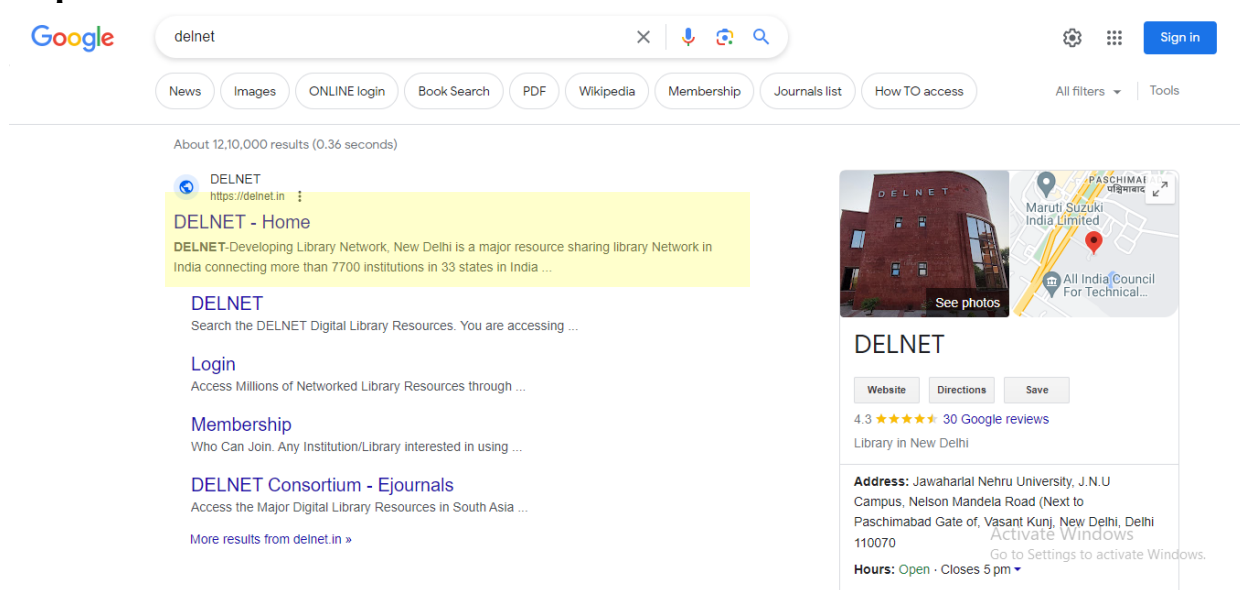 Google
delnet
Sign in
News
Images
ONLINE login
Book Search
PDF
Wikipedia
Membership
Journals list
How TO access
All filters
Tools
About 12,10,000 results (0.36 seconds)
DELNET
https://delnet.in
DELNET - Home
DELNET-Developing Library Network, New Delhi is a major resource sharing library Network in
India connecting more than 7700 institutions in 33 states in India ...
DELNET
Search the DELNET Digital Library Resources. You are accessing ...
Login
Access Millions of Networked Library Resources through ...
Membership
Who Can Join. Any Institution/Library interested in using ...
DELNET Consortium - Ejournals
Access the Major Digital Library Resources in South Asia ...
More results from delnet.in »
DELNET
See photos
Maruti Suzuki
India Limited
All India Council
For Technical...
DELNET
Website
Directions
Save
4.3
30 Google reviews
Library in New Delhi
Address: Jawaharlal Nehru University, J.N.U
Campus, Nelson Mandela Road (Next to
Paschimabad Gate of, Vasant Kunj, New Delhi, Delhi
110070
Hours: Open · Closes 5 pm
Activate Windows
Go to Settings to activate Windows.